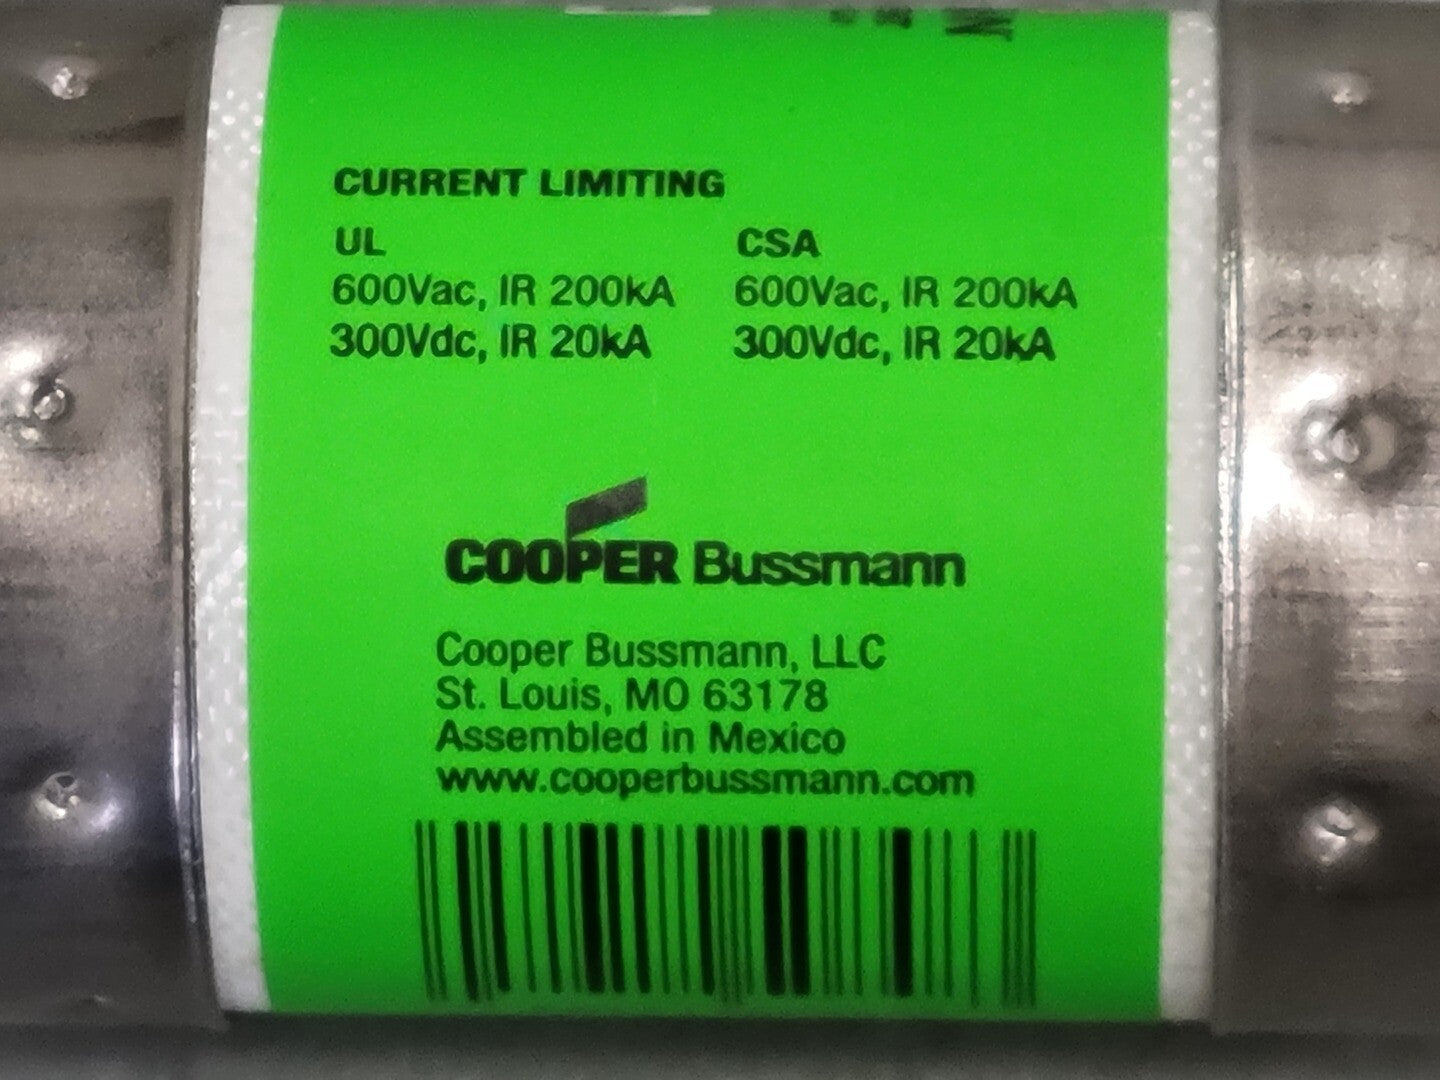 CURRENT LIMITING
UL CSA
600Vac, IR 200kA 600Vac, IR 200kA
300Vdc, IR 20kA 300Vdc, IR 20kA
COOPER Bussmann
Cooper Bussmann, LLC
St. Louis, MO 63178
Assembled in Mexico
www.cooperbussmann.com